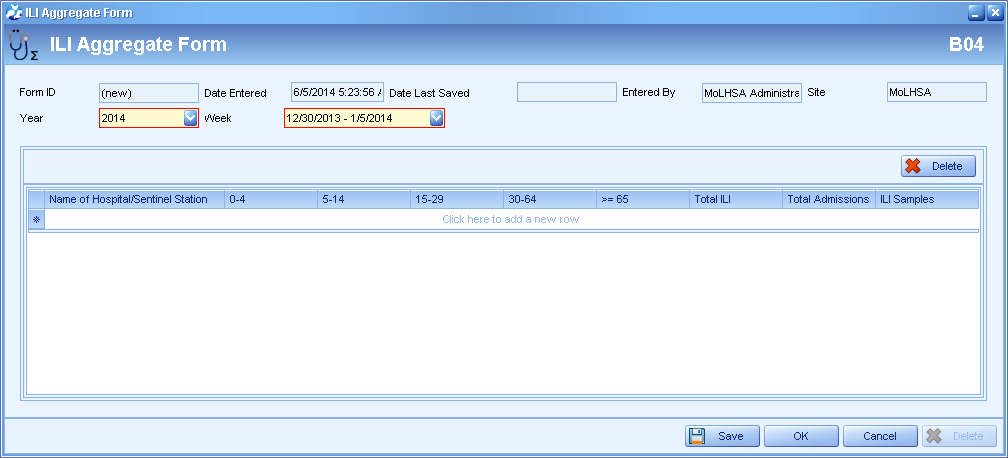 ILI Aggregate Form
ILI Aggregate Form B04
Form ID (new) Date Entered 6/5/2014 5:23:56 Date Last Saved Entered By MoLHSA Administra Site MoLHSA
Year 2014 Week 12/30/2013 - 1/5/2014
Delete
Name of Hospital/Sentinel Station 0-4 5-14 15-29 30-64 >= 65 Total ILI Total Admissions ILI Samples
Click here to add a new row
Save OK Cancel Delete